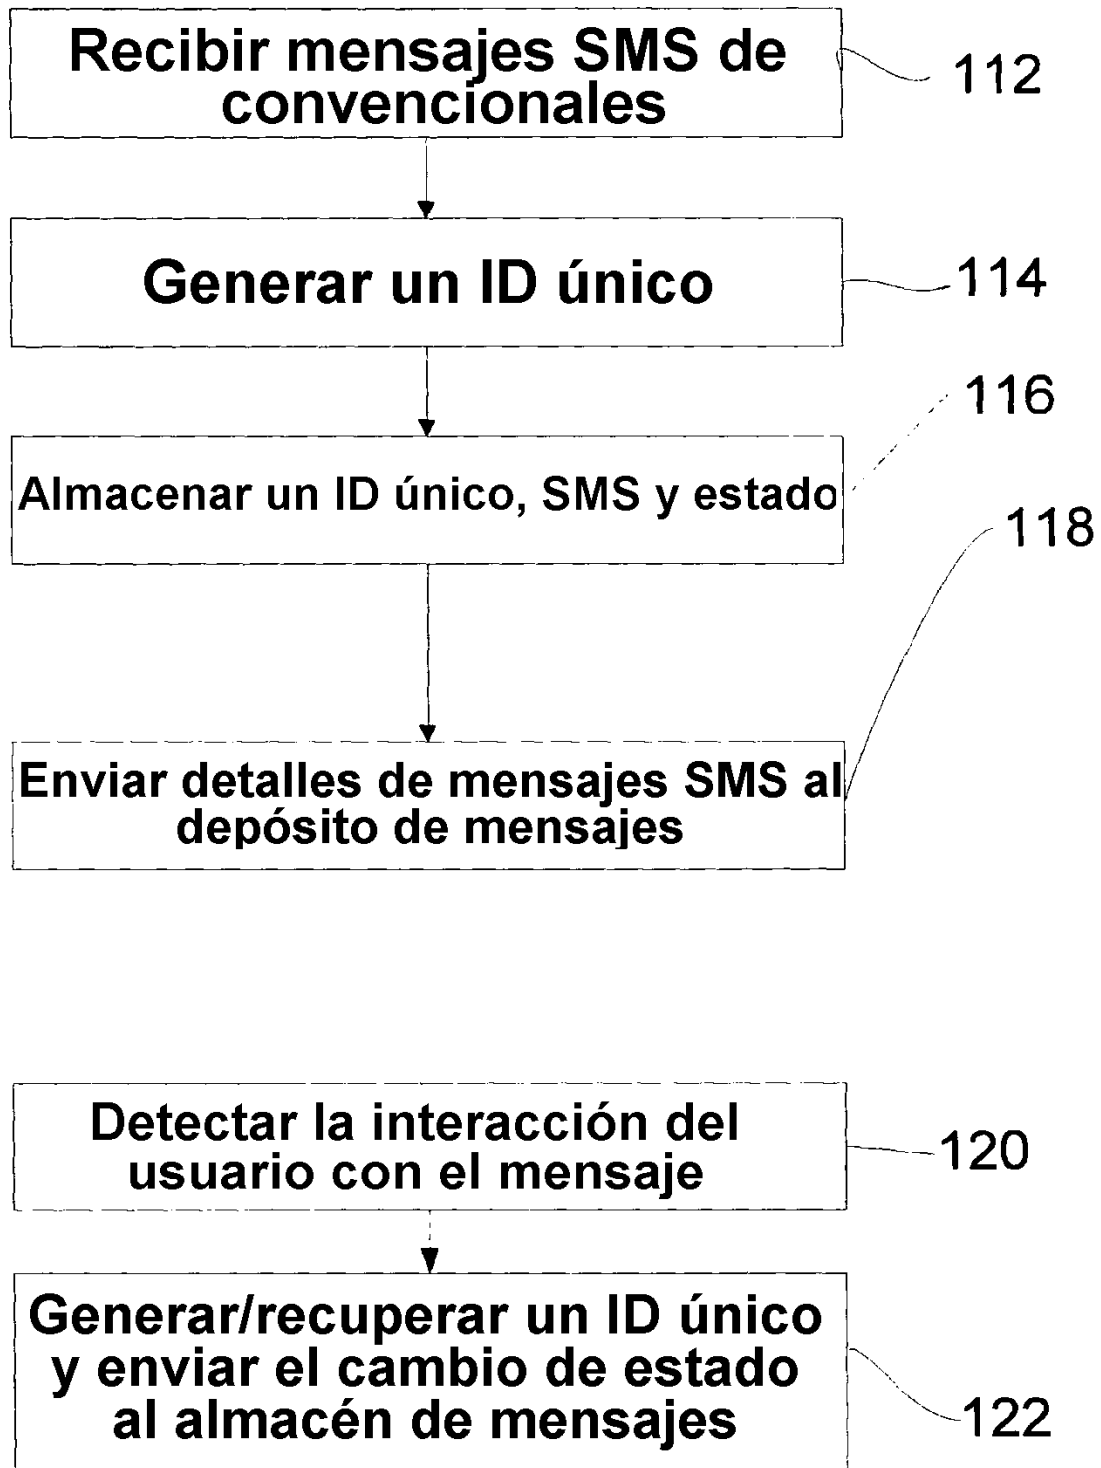 Recibir mensajes SMS de
convencionales
112
Generar un ID único
114
116
Almacenar un ID único, SMS y estado
118
Enviar detalles de mensajes SMS al
depósito de mensajes
Detectar la interacción del
usuario con el mensaje
120
Generar/recuperar un ID único
y enviar el cambio de estado
al almacén de mensajes
122